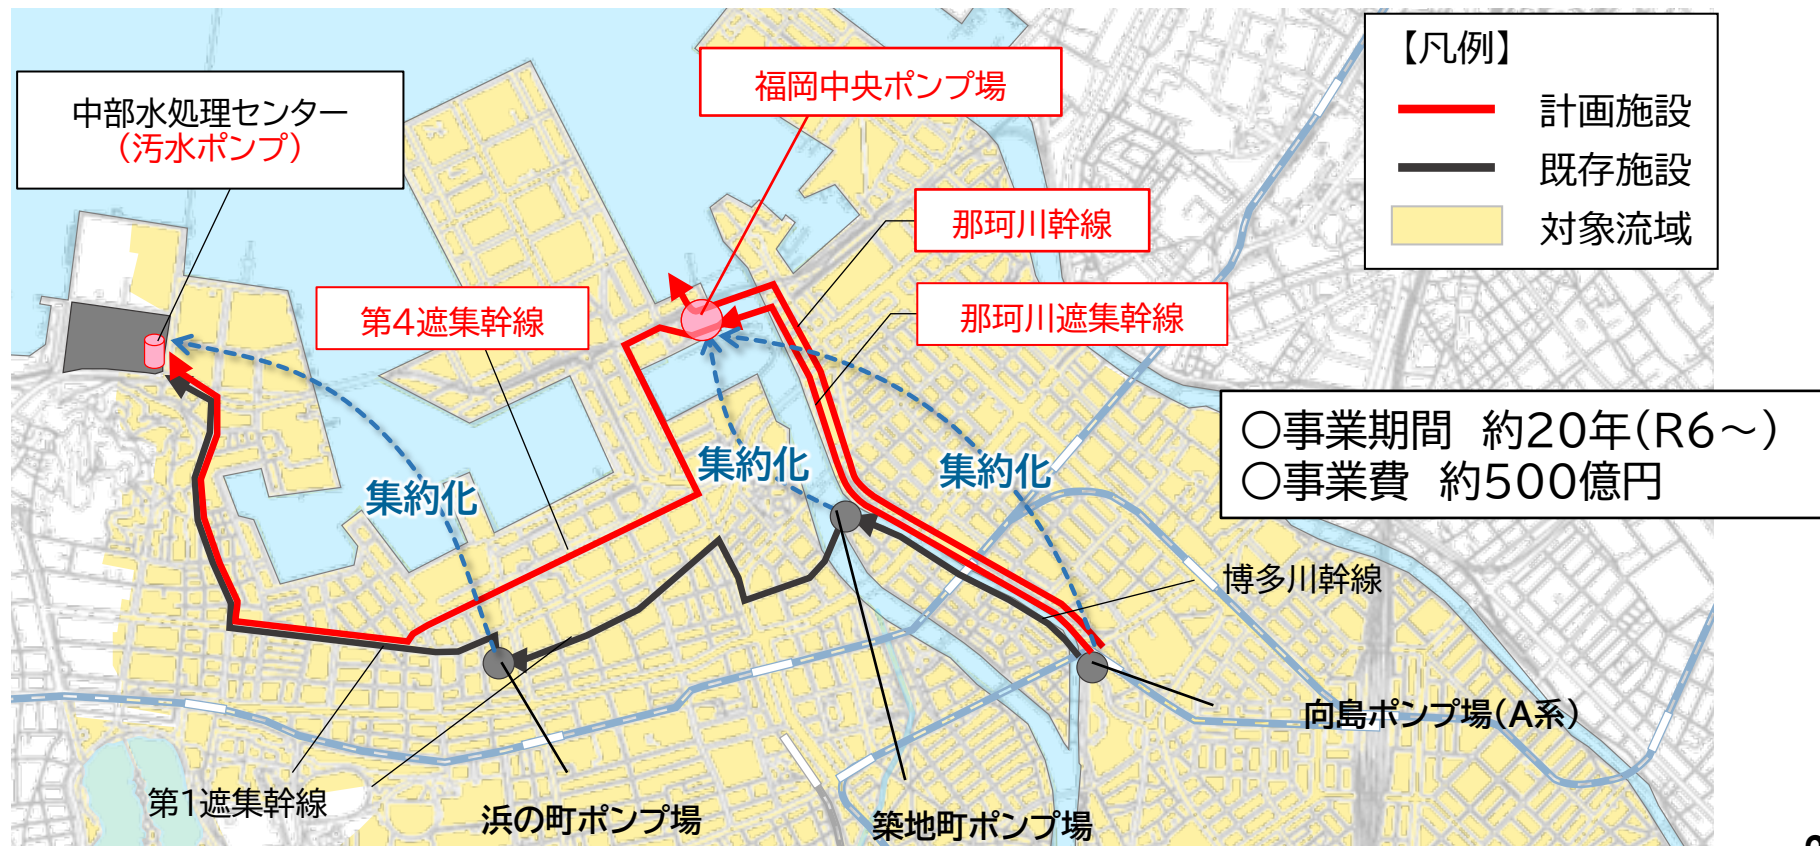 【凡例】
計画施設
既存施設
対象流域
福岡中央ポンプ場
中部水処理センター
(汚水ポンプ)
那珂川幹線
那珂川遮集幹線
第4遮集幹線
○事業期間 約20年(R6～)
○事業費 約500億円
集約化
集約化
集約化
博多川幹線
向島ポンプ場(A系)
第1遮集幹線
浜の町ポンプ場
築地町ポンプ場